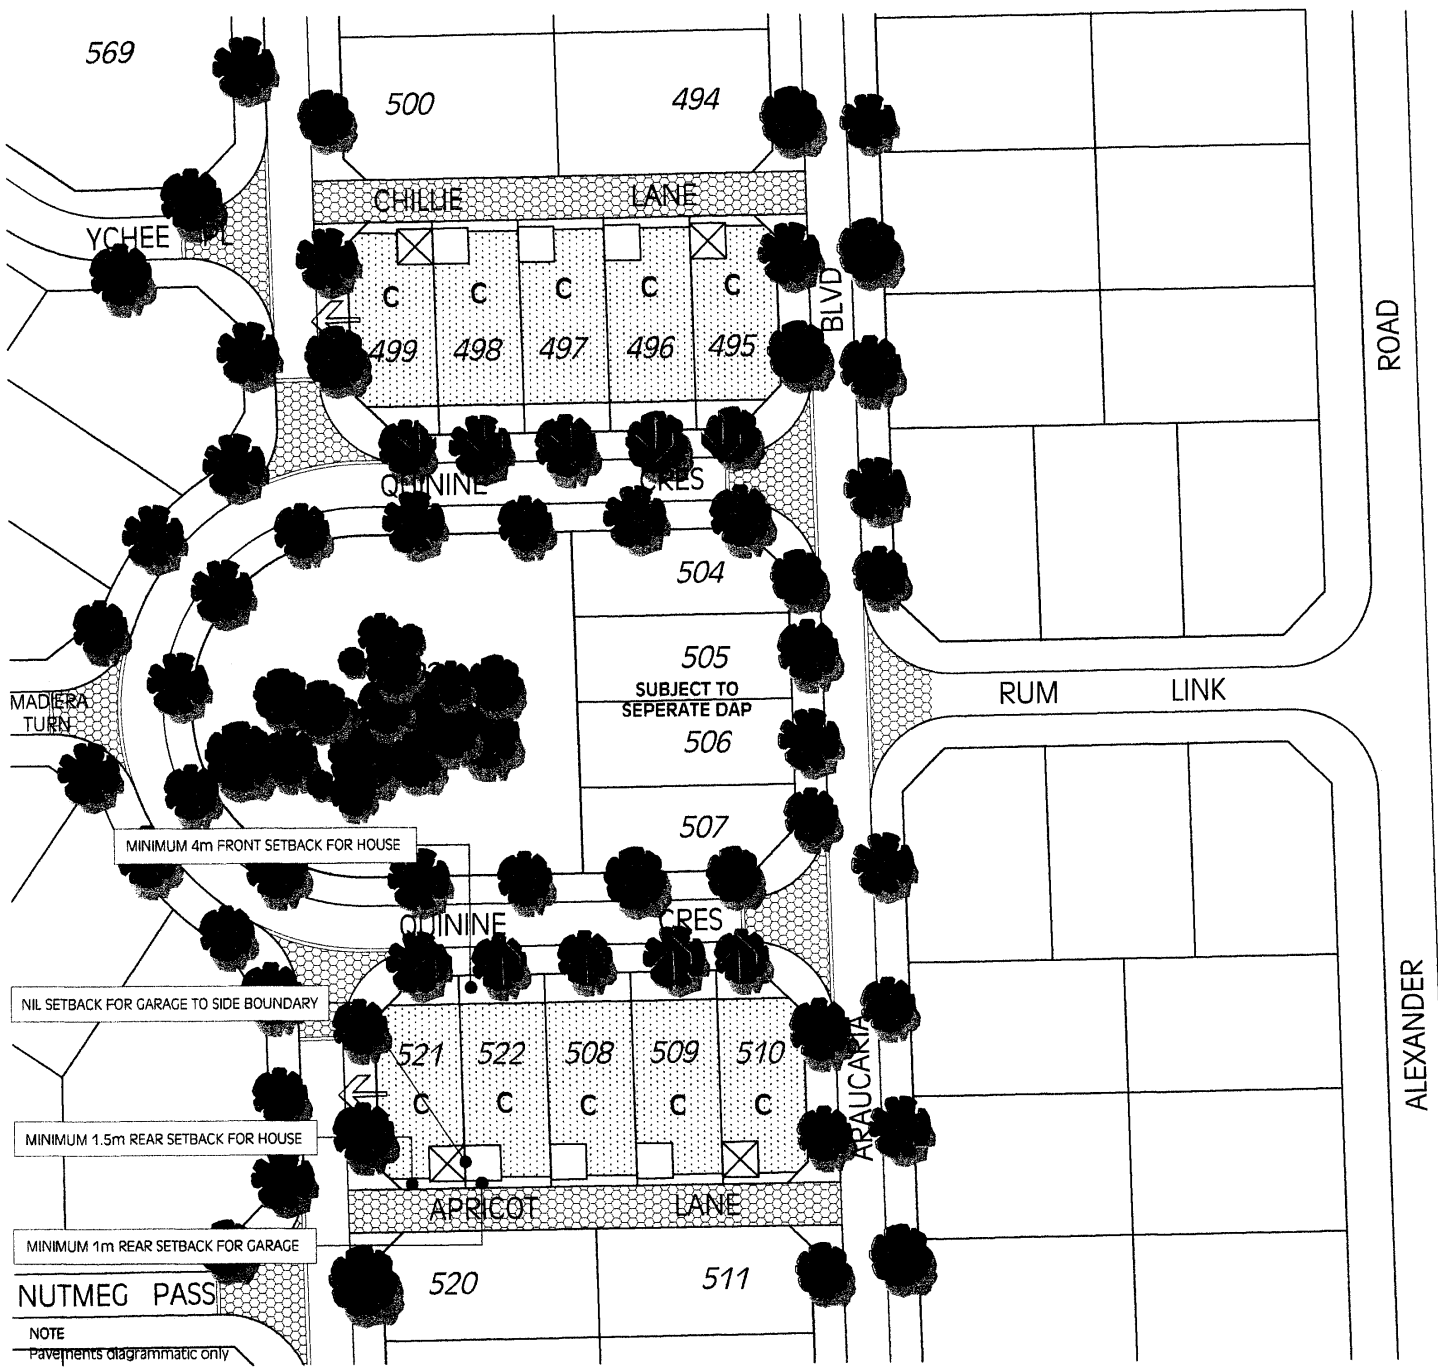 569
500
494
CHILLIE LANE
YCHEE PL
C C C C C
499 498 497 496 495
BLVD
ROAD
QUININE CRES
504
505
SUBJECT TO
SEPERATE DAP
506
507
MADIERA
TURN
RUM LINK
MINIMUM 4m FRONT SETBACK FOR HOUSE
QUININE CRES
NIL SETBACK FOR GARAGE TO SIDE BOUNDARY
521 522 508 509 510
C C C C C
ARAUCARIA
ALEXANDER
MINIMUM 1.5m REAR SETBACK FOR HOUSE
APRICOT LANE
MINIMUM 1m REAR SETBACK FOR GARAGE
520
511
NUTMEG PASS
NOTE
Pavements diagrammatic only